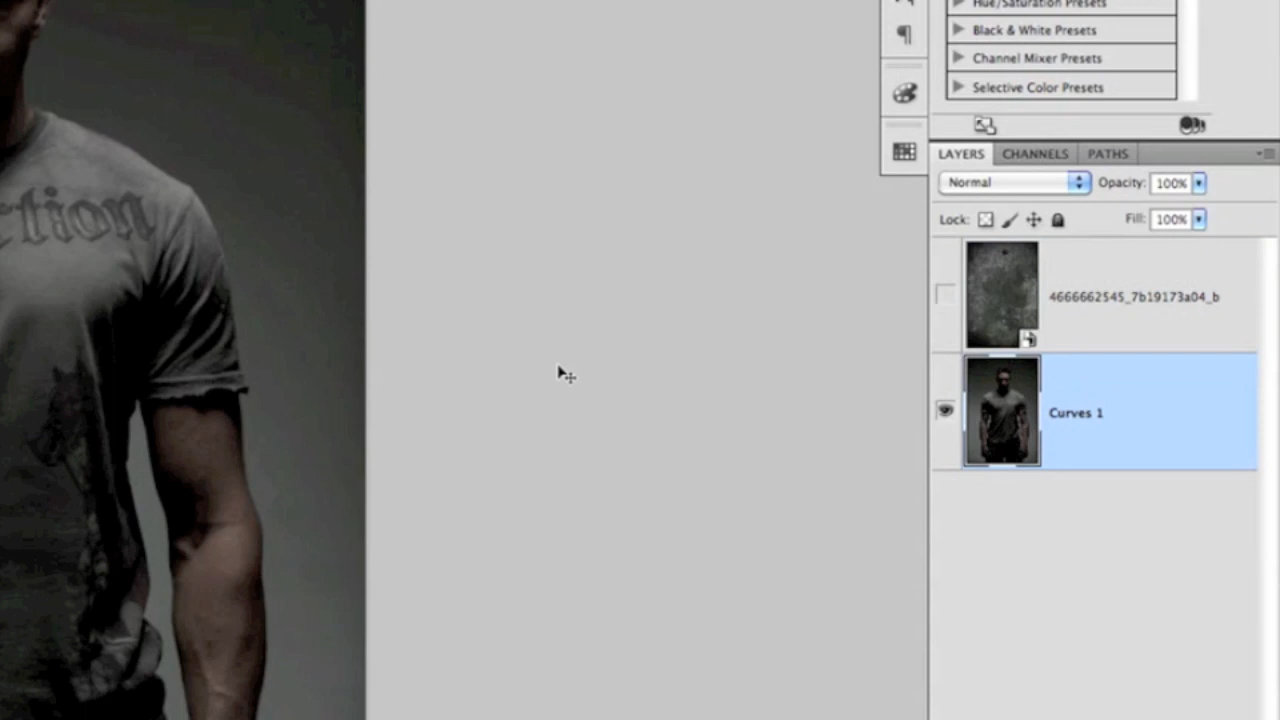 Hue/Saturation Presets
Black & White Presets
Channel Mixer Presets
Selective Color Presets
LAYERS CHANNELS PATHS
Normal Opacity: 100%
Lock: Fill: 100%
ction
4666662545_7b19173a04_b
Curves 1